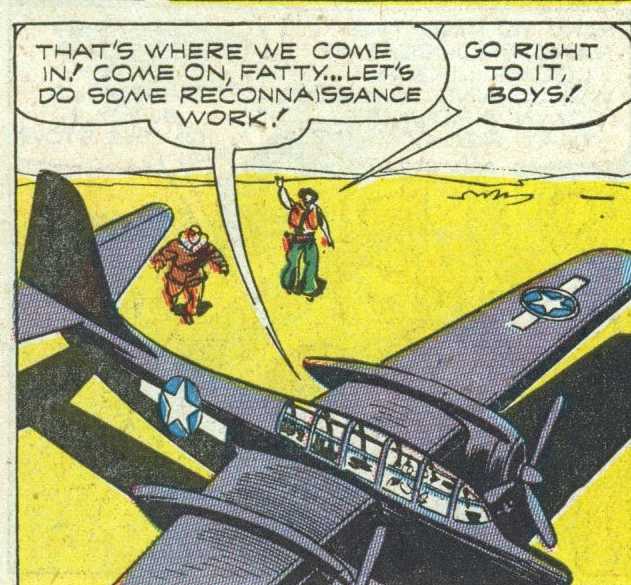 THAT'S WHERE WE COME
IN! COME ON, FATTY...LET'S
DO SOME RECONNAISSANCE
WORK!
GO RIGHT
TO IT,
BOYS!